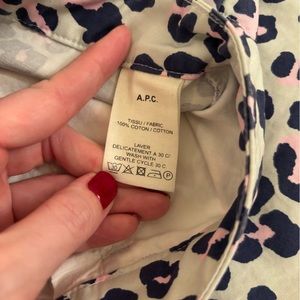 A.P.C.
TISSU / FABRIC
100% COTON / COTTON
LAVER
DELICATEMENT A 30 C/
WASH WITH
GENTLE CYCLE 30 C.
P